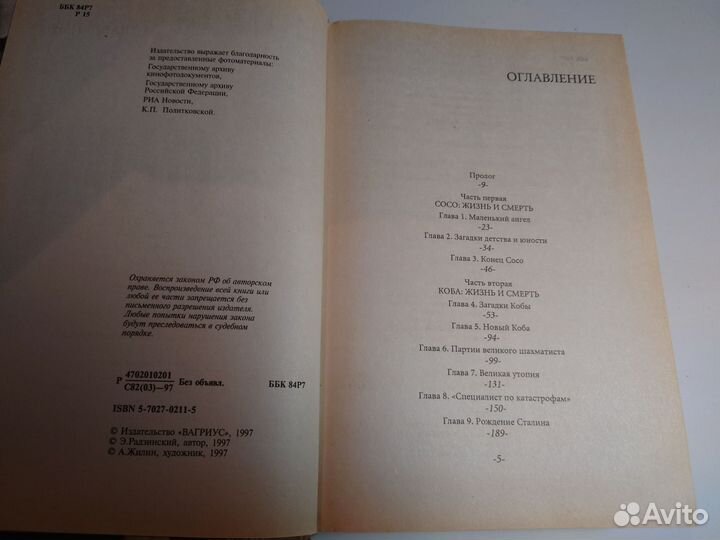 ББК 84Р7
Р 15
Издательство выражает благодарность
за предоставленные фотоматериалы:
Государственному архиву
кинофотодокументов,
Государственному архиву
Российской Федерации,
РИА Новости,
К.П. Политковской.
Охраняется законом РФ об авторском
праве. Воспроизведение всей книги или
любой ее части запрещается без
письменного разрешения издателя.
Любые попытки нарушения закона
будут преследоваться в судебном
порядке.
Р 4702010201 Без объявл. ББК 84Р7
С82(03)—97
ISBN 5-7027-0211-5
© Издательство «ВАГРИУС», 1997
© Э.Радзинский, автор, 1997
© А.Жилин, художник, 1997
ОГЛАВЛЕНИЕ
Пролог
-9-
Часть первая
СОСО: ЖИЗНЬ И СМЕРТЬ
Глава 1. Маленький ангел
-23-
Глава 2. Загадки детства и юности
-34-
Глава 3. Конец Сосо
-46-
Часть вторая
КОБА: ЖИЗНЬ И СМЕРТЬ
Глава 4. Загадки Кобы
-53-
Глава 5. Новый Коба
-94-
Глава 6. Партии великого шахматиста
-99-
Глава 7. Великая утопия
-131-
Глава 8. «Специалист по катастрофам»
-150-
Глава 9. Рождение Сталина
-189-
-5-
Avito